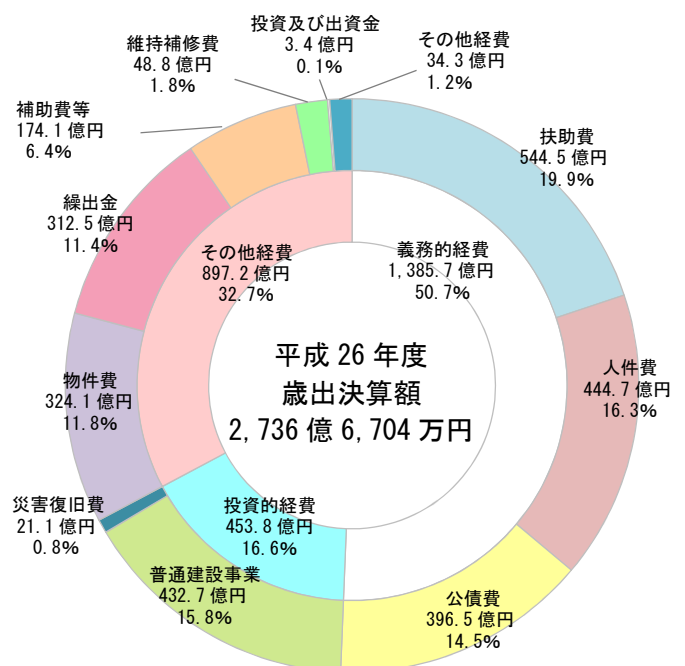 投資及び出資金
3.4億円
0.1%
維持補修費
48.8億円
1.8%
その他経費
34.3億円
1.2%
補助費等
174.1億円
6.4%
扶助費
544.5億円
19.9%
繰出金
312.5億円
11.4%
その他経費
897.2億円
32.7%
義務的経費
1,385.7億円
50.7%
平成26年度
歳出決算額
2,736億6,704万円
人件費
444.7億円
16.3%
物件費
324.1億円
11.8%
災害復旧費
21.1億円
0.8%
投資的経費
453.8億円
16.6%
普通建設事業
432.7億円
15.8%
公債費
396.5億円
14.5%